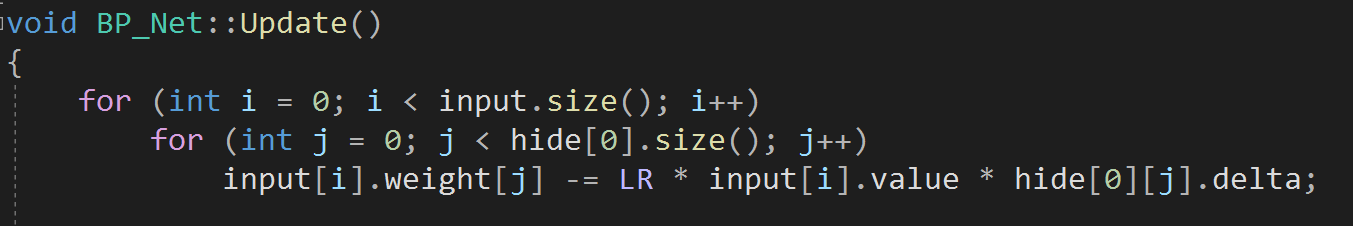 void BP_Net::Update()
{
for (int i = 0; i < input.size(); i++)
for (int j = 0; j < hide[0].size(); j++)
input[i].weight[j] -= LR * input[i].value * hide[0][j].delta;